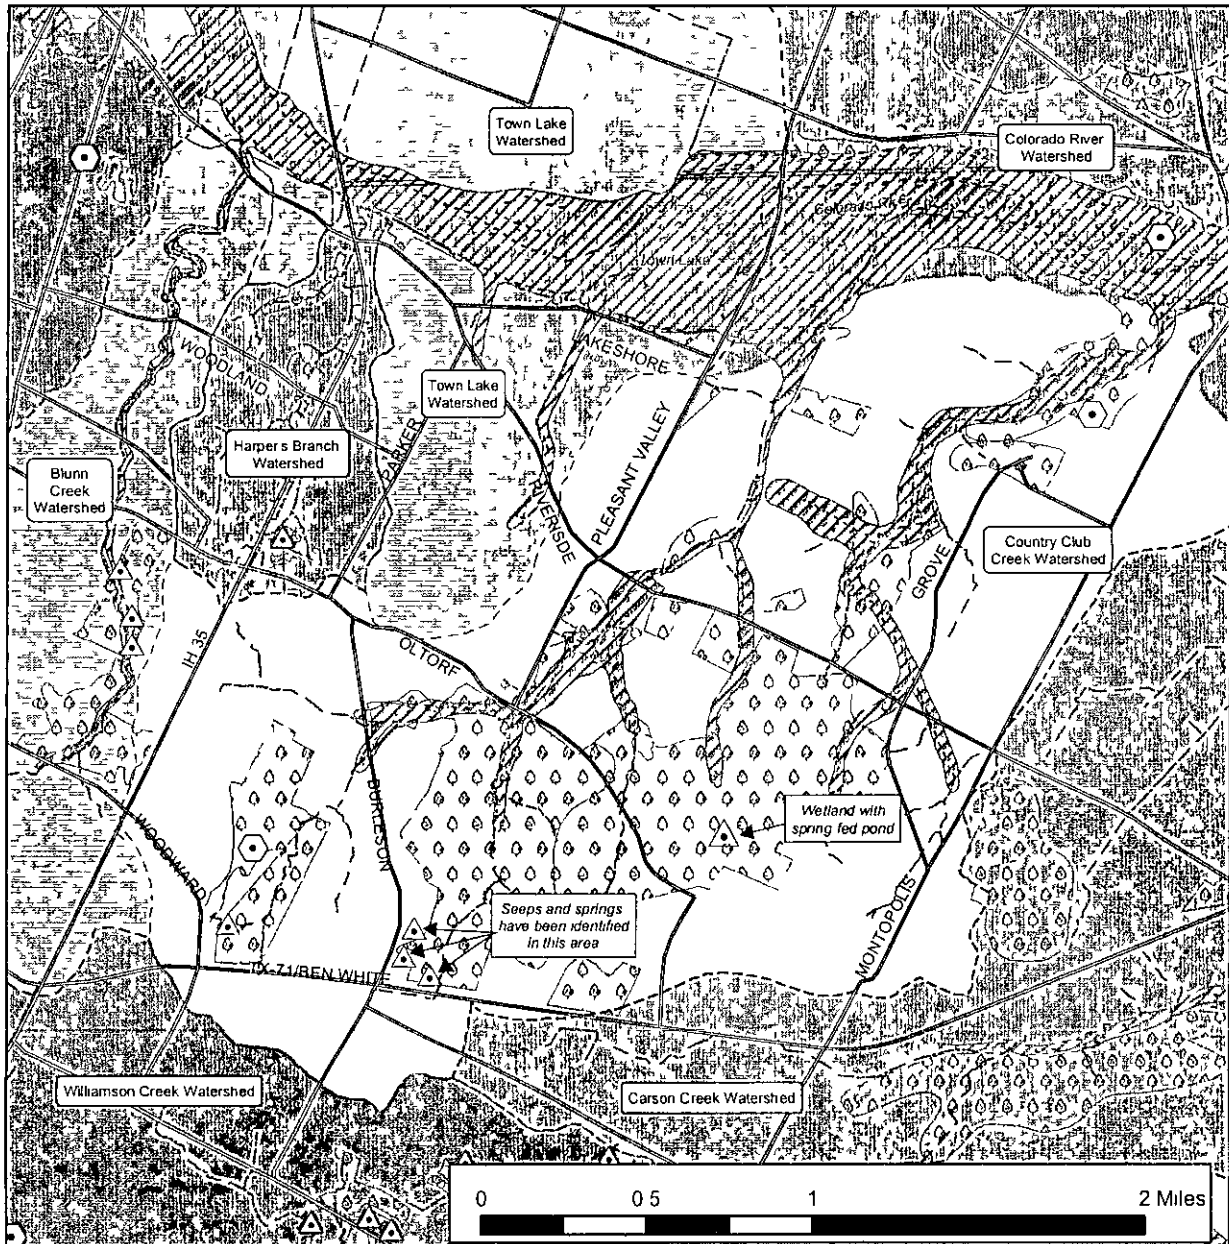 Town Lake
Watershed
Colorado River
Watershed
Colorado River
Town Lake
LAKESHORE
WOODLAND
Town Lake
Watershed
PARKER
Harper's Branch
Watershed
PLEASANT VALLEY
RIVERSIDE
Blunn
Creek
Watershed
Country Club
Creek Watershed
GROVE
IH 35
OLTORF
BURLESON
Wetland with
spring fed pond
WOODWARD
Seeps and springs
have been identified
in this area
MONTOPOLIS
TX-71/BEN WHITE
Williamson Creek Watershed
Carson Creek Watershed
0 0 5 1 2 Miles